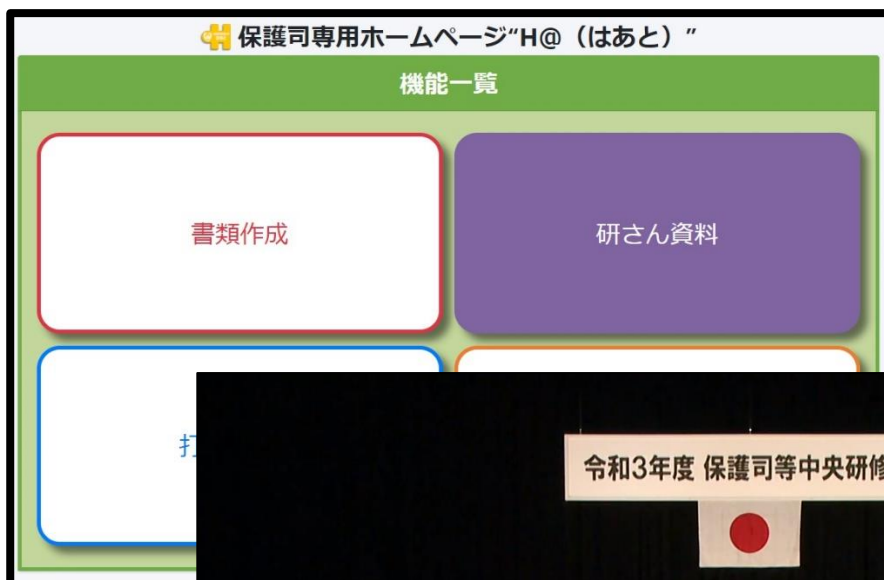 保護司専用ホームページ“H@（はあと）”
機能一覧
書類作成
研さん資料
打
令和3年度 保護司等中央研修